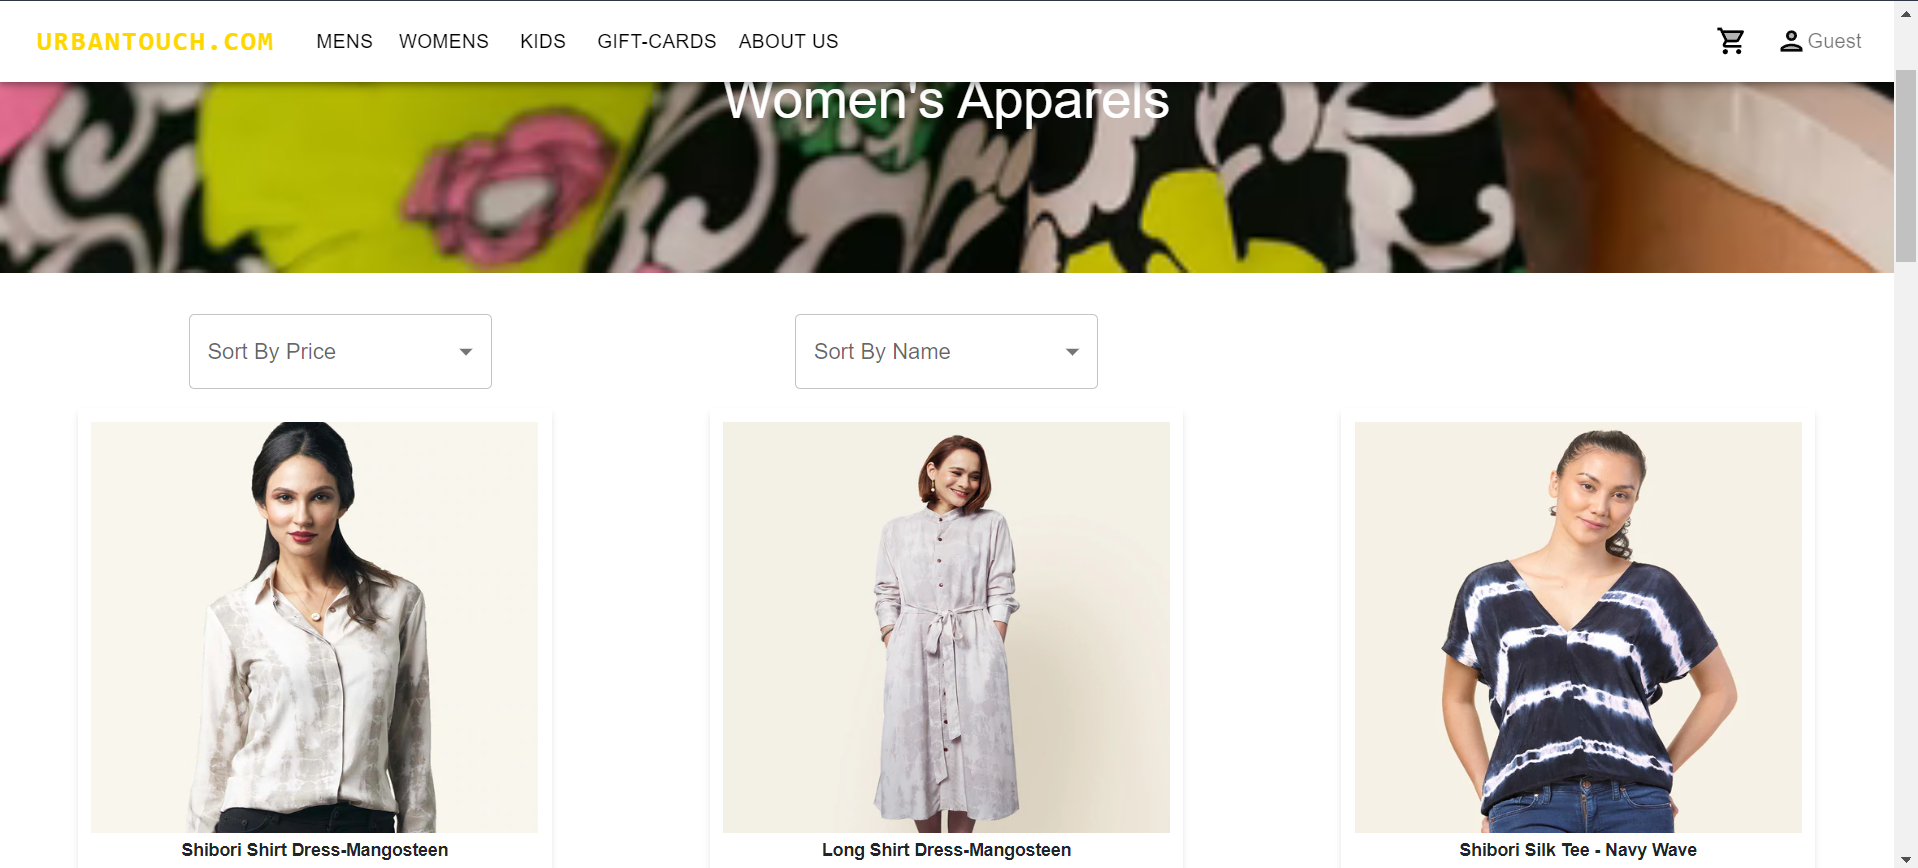 URBANTOUCH.COM MENS WOMENS KIDS GIFT-CARDS ABOUT US Guest
Women's Apparels
Sort By Price Sort By Name
Shibori Shirt Dress-Mangosteen Long Shirt Dress-Mangosteen Shibori Silk Tee - Navy Wave